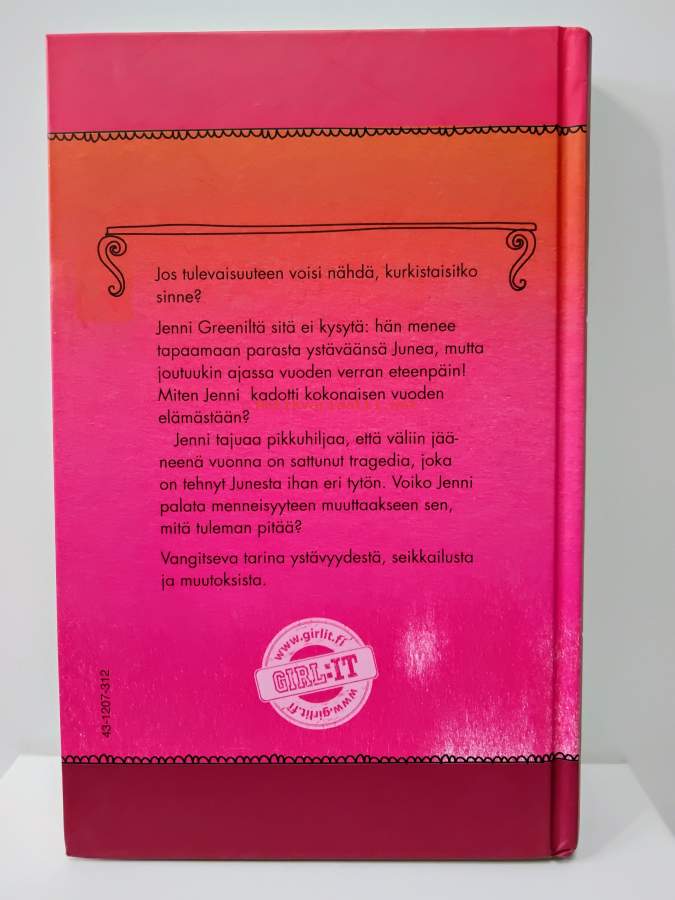 Jos tulevaisuuteen voisi nähdä, kurkistaisitko
sinne?
Jenni Greeniltä sitä ei kysytä: hän menee
tapaamaan parasta ystäväänsä Junea, mutta
joutuukin ajassa vuoden verran eteenpäin!
Miten Jenni kadotti kokonaisen vuoden
elämästään?
Jenni tajuaa pikkuhiljaa, että väliin jää-
neenä vuonna on sattunut tragedia, joka
on tehnyt Junesta ihan eri tytön. Voiko Jenni
palata menneisyyteen muuttaakseen sen,
mitä tuleman pitää?
Vangitseva tarina ystävyydestä, seikkailusta
ja muutoksista.
www.girlit.fi
GIRL:IT
www.girlit.fi
43-1207-312